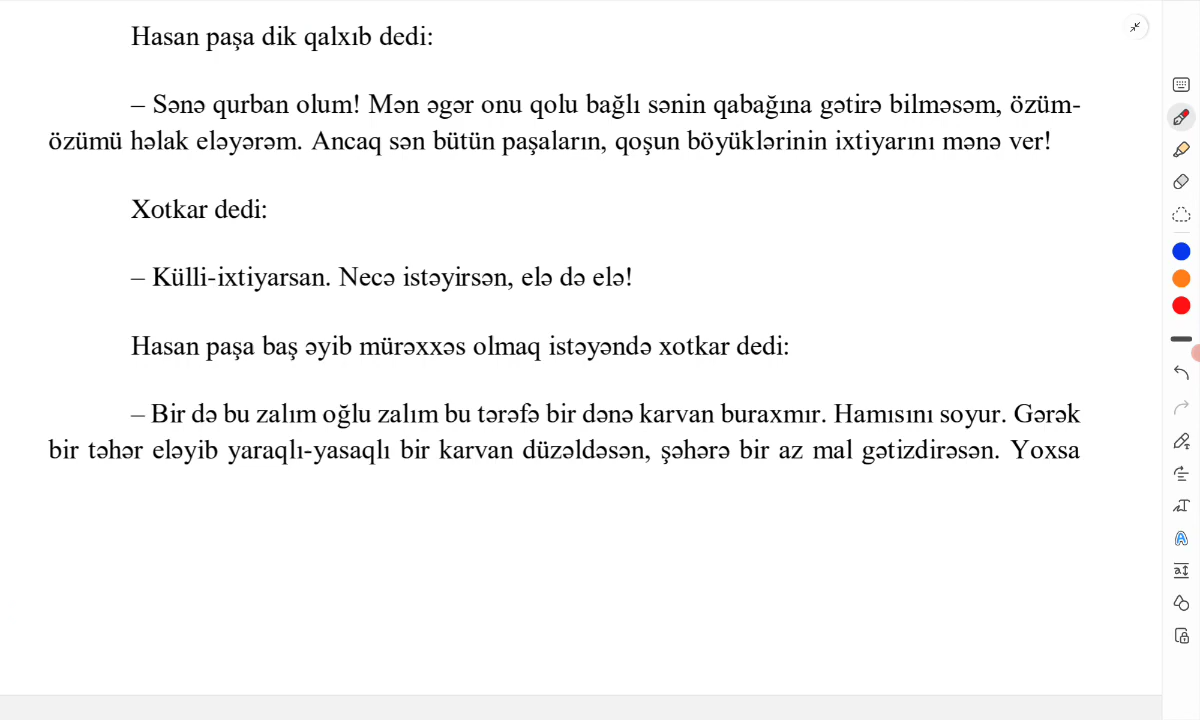 Hasan paşa dik qalxıb dedi:
– Sənə qurban olum! Mən əgər onu qolu bağlı sənin qabağına gətirə bilməsəm, özüm-
özümü həlak eləyərəm. Ancaq sən bütün paşaların, qoşun böyüklərinin ixtiyarını mənə ver!
Xotkar dedi:
– Külli-ixtiyarsan. Necə istəyirsən, elə də elə!
Hasan paşa baş əyib mürəxxəs olmaq istəyəndə xotkar dedi:
– Bir də bu zalım oğlu zalım bu tərəfə bir dənə karvan buraxmır. Hamısını soyur. Gərək
bir təhər eləyib yaraqlı-yasaqlı bir karvan düzəldəsən, şəhərə bir az mal gətizdirəsən. Yoxsa